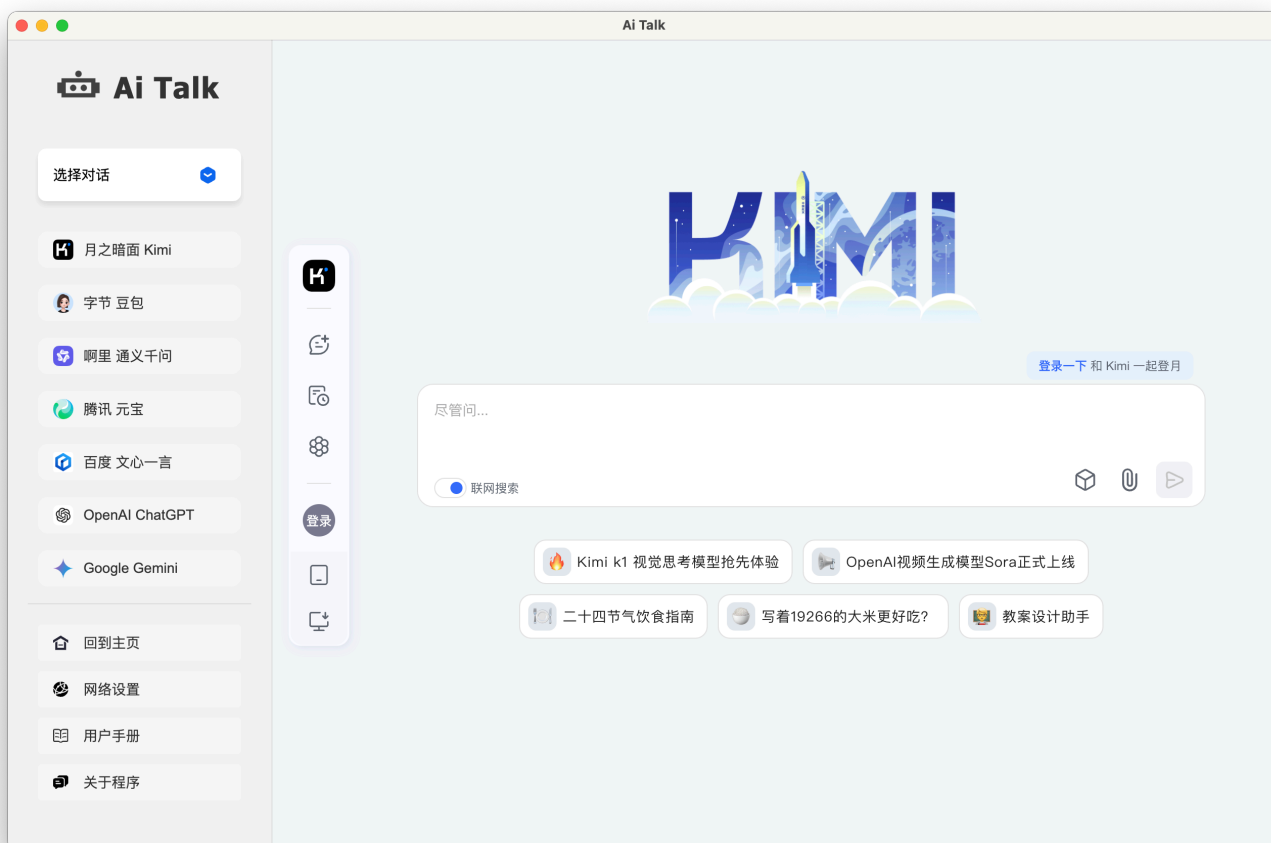 Ai Talk
Ai Talk
选择对话
月之暗面 Kimi
字节 豆包
啊里 通义千问
腾讯 元宝
百度 文心一言
OpenAI ChatGPT
Google Gemini
回到主页
网络设置
用户手册
关于程序
登录
KIMI
登录一下 和 Kimi 一起登月
尽管问...
联网搜索
Kimi k1 视觉思考模型抢先体验
OpenAI视频生成模型Sora正式上线
二十四节气饮食指南
写着19266的大米更好吃?
教案设计助手